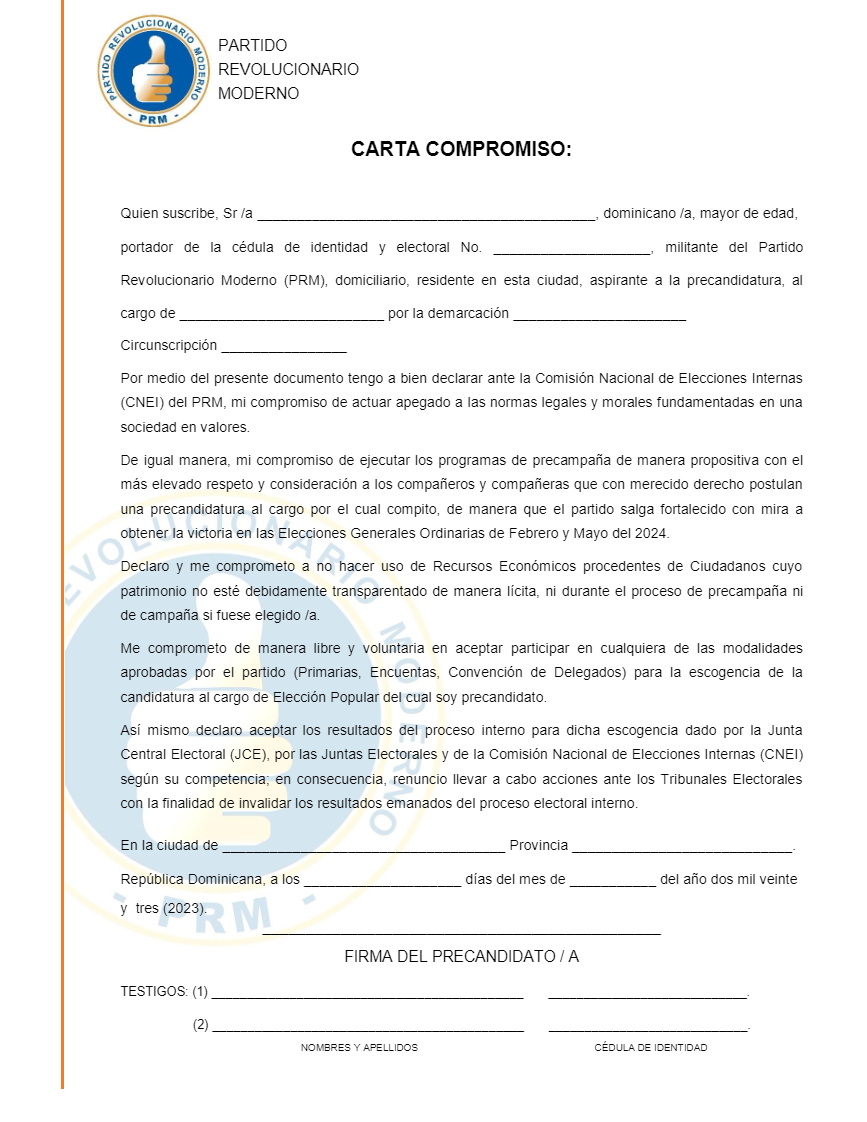 PARTIDO REVOLUCIONARIO MODERNO
- PRM -
PARTIDO
REVOLUCIONARIO
MODERNO
CARTA COMPROMISO:
Quien suscribe, Sr /a ___________________________________________, dominicano /a, mayor de edad,
portador de la cédula de identidad y electoral No. ____________________, militante del Partido
Revolucionario Moderno (PRM), domiciliario, residente en esta ciudad, aspirante a la precandidatura, al
cargo de __________________________ por la demarcación ______________________
Circunscripción ________________
Por medio del presente documento tengo a bien declarar ante la Comisión Nacional de Elecciones Internas
(CNEI) del PRM, mi compromiso de actuar apegado a las normas legales y morales fundamentadas en una
sociedad en valores.
De igual manera, mi compromiso de ejecutar los programas de precampaña de manera propositiva con el
más elevado respeto y consideración a los compañeros y compañeras que con merecido derecho postulan
una precandidatura al cargo por el cual compito, de manera que el partido salga fortalecido con mira a
obtener la victoria en las Elecciones Generales Ordinarias de Febrero y Mayo del 2024.
Declaro y me comprometo a no hacer uso de Recursos Económicos procedentes de Ciudadanos cuyo
patrimonio no esté debidamente transparentado de manera lícita, ni durante el proceso de precampaña ni
de campaña si fuese elegido /a.
Me comprometo de manera libre y voluntaria en aceptar participar en cualquiera de las modalidades
aprobadas por el partido (Primarias, Encuentas, Convención de Delegados) para la escogencia de la
candidatura al cargo de Elección Popular del cual soy precandidato.
Así mismo declaro aceptar los resultados del proceso interno para dicha escogencia dado por la Junta
Central Electoral (JCE), por las Juntas Electorales y de la Comisión Nacional de Elecciones Internas (CNEI)
según su competencia; en consecuencia, renuncio llevar a cabo acciones ante los Tribunales Electorales
con la finalidad de invalidar los resultados emanados del proceso electoral interno.
En la ciudad de ____________________________________ Provincia ____________________________.
República Dominicana, a los ____________________ días del mes de ___________ del año dos mil veinte
y tres (2023).
FIRMA DEL PRECANDIDATO / A
TESTIGOS: (1) ________________________________________ __________________________.
(2) ________________________________________ __________________________.
NOMBRES Y APELLIDOS CÉDULA DE IDENTIDAD
EVOLUCIONARIO MODERNO
- PRM -